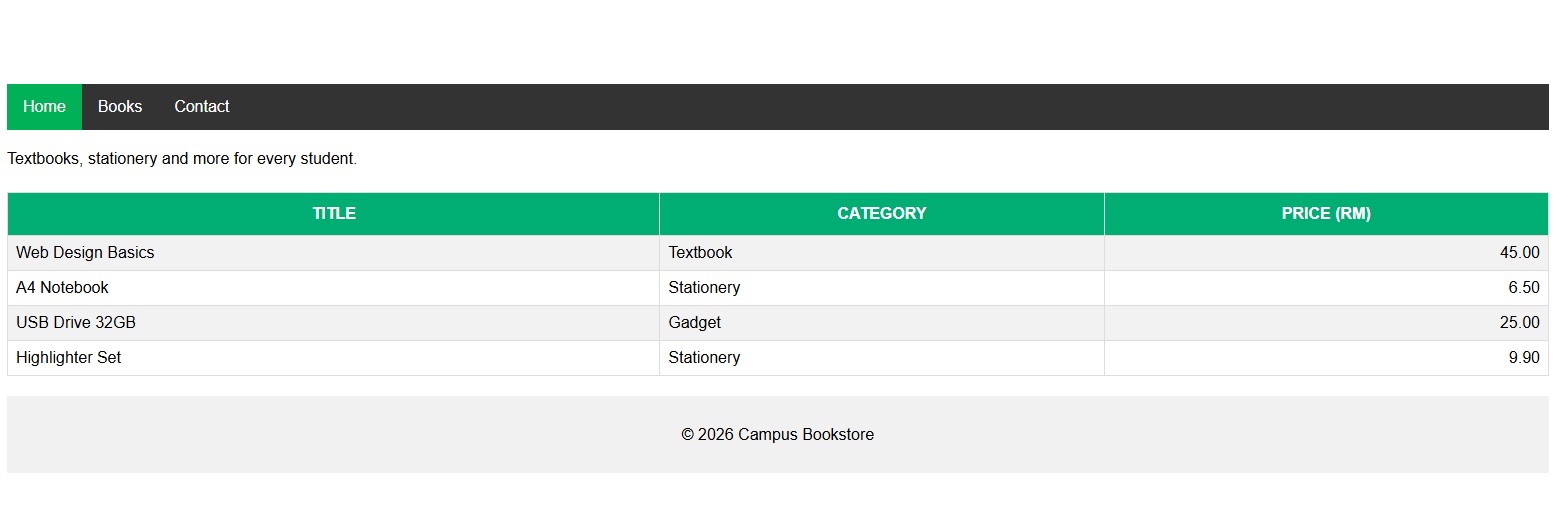 Home Books Contact
Textbooks, stationery and more for every student.
TITLE CATEGORY PRICE (RM)
Web Design Basics Textbook 45.00
A4 Notebook Stationery 6.50
USB Drive 32GB Gadget 25.00
Highlighter Set Stationery 9.90
© 2026 Campus Bookstore